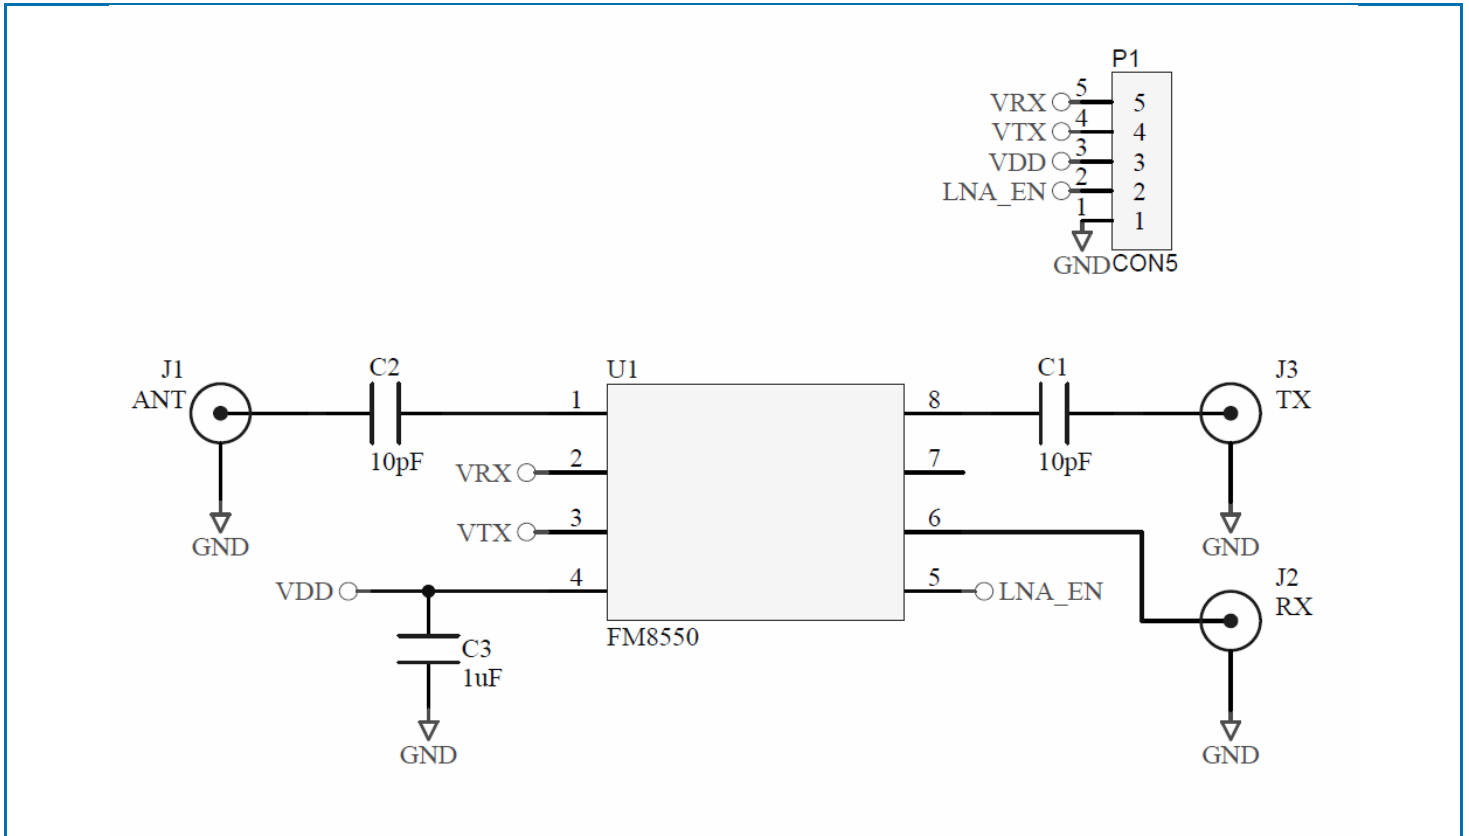 P1
VRX 5 5
VTX 4 4
VDD 3 3
LNA_EN 2 2
1 1
GND CON5
J1
ANT
C2
10pF
GND
U1
1 8
VRX 2 7
VTX 3 6
VDD 4 5 LNA_EN
FM8550
C3
1uF
GND
C1
10pF
J3
TX
GND
J2
RX
GND